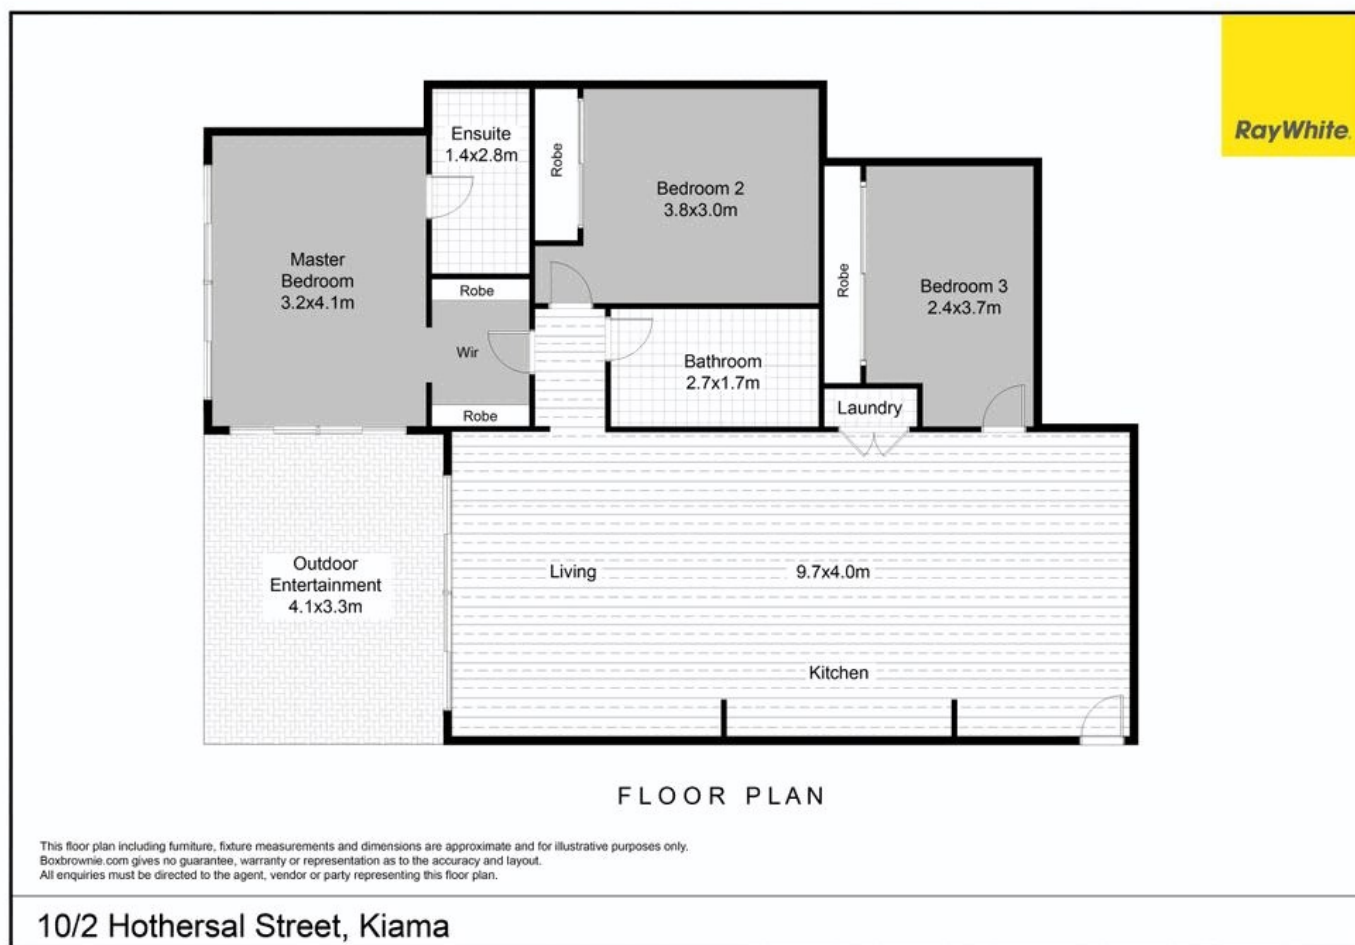 RayWhite.
Ensuite
1.4x2.8m
Robe
Bedroom 2
3.8x3.0m
Master
Bedroom
3.2x4.1m
Robe
Bedroom 3
2.4x3.7m
Robe
Wir
Bathroom
2.7x1.7m
Robe
Laundry
Outdoor
Entertainment
4.1x3.3m
Living
9.7x4.0m
Kitchen
FLOOR PLAN
This floor plan including furniture, fixture measurements and dimensions are approximate and for illustrative purposes only.
Boxbrownie.com gives no guarantee, warranty or representation as to the accuracy and layout.
All enquiries must be directed to the agent, vendor or party representing this floor plan.
10/2 Hothersal Street, Kiama